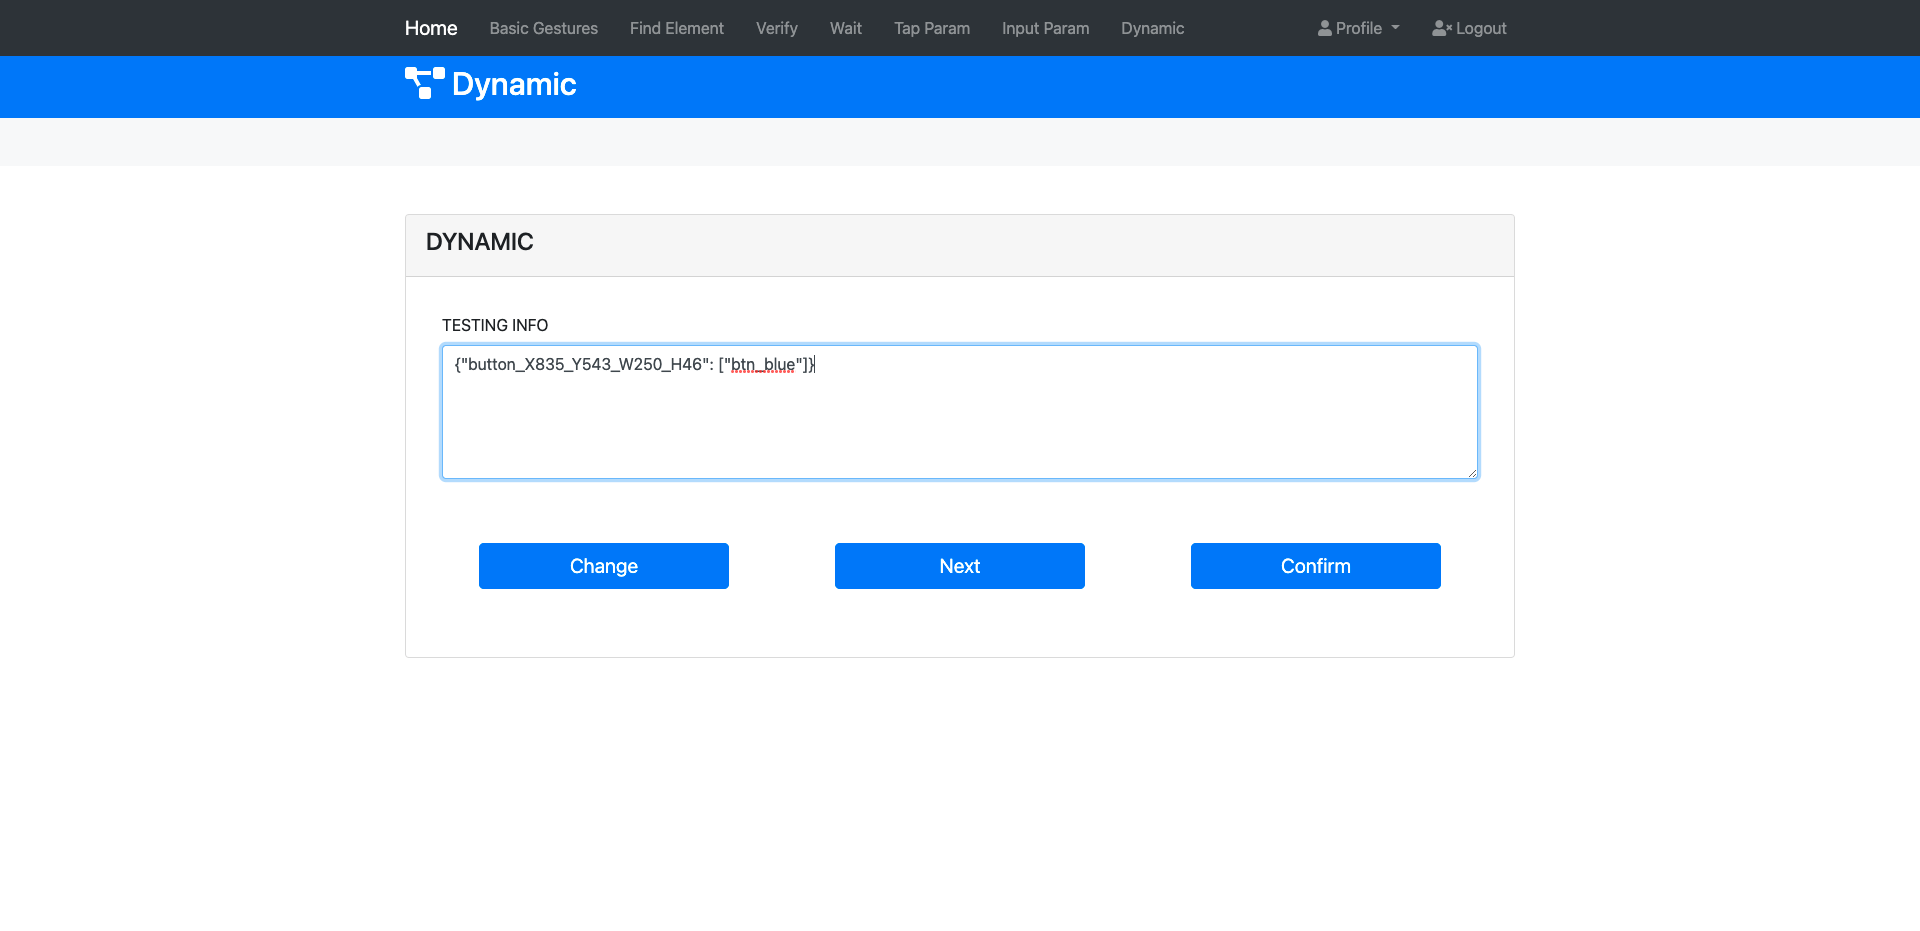 Home Basic Gestures Find Element Verify Wait Tap Param Input Param Dynamic Profile Logout
Dynamic
DYNAMIC
TESTING INFO
{"button_X835_Y543_W250_H46": ["btn_blue"]}
Change Next Confirm